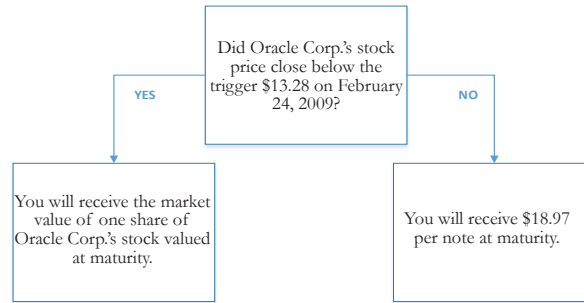 Did Oracle Corp.'s stock
price close below the
trigger $13.28 on February
24, 2009?
YES
NO
You will receive the market
value of one share of
Oracle Corp.'s stock valued
at maturity.
You will receive $18.97
per note at maturity.